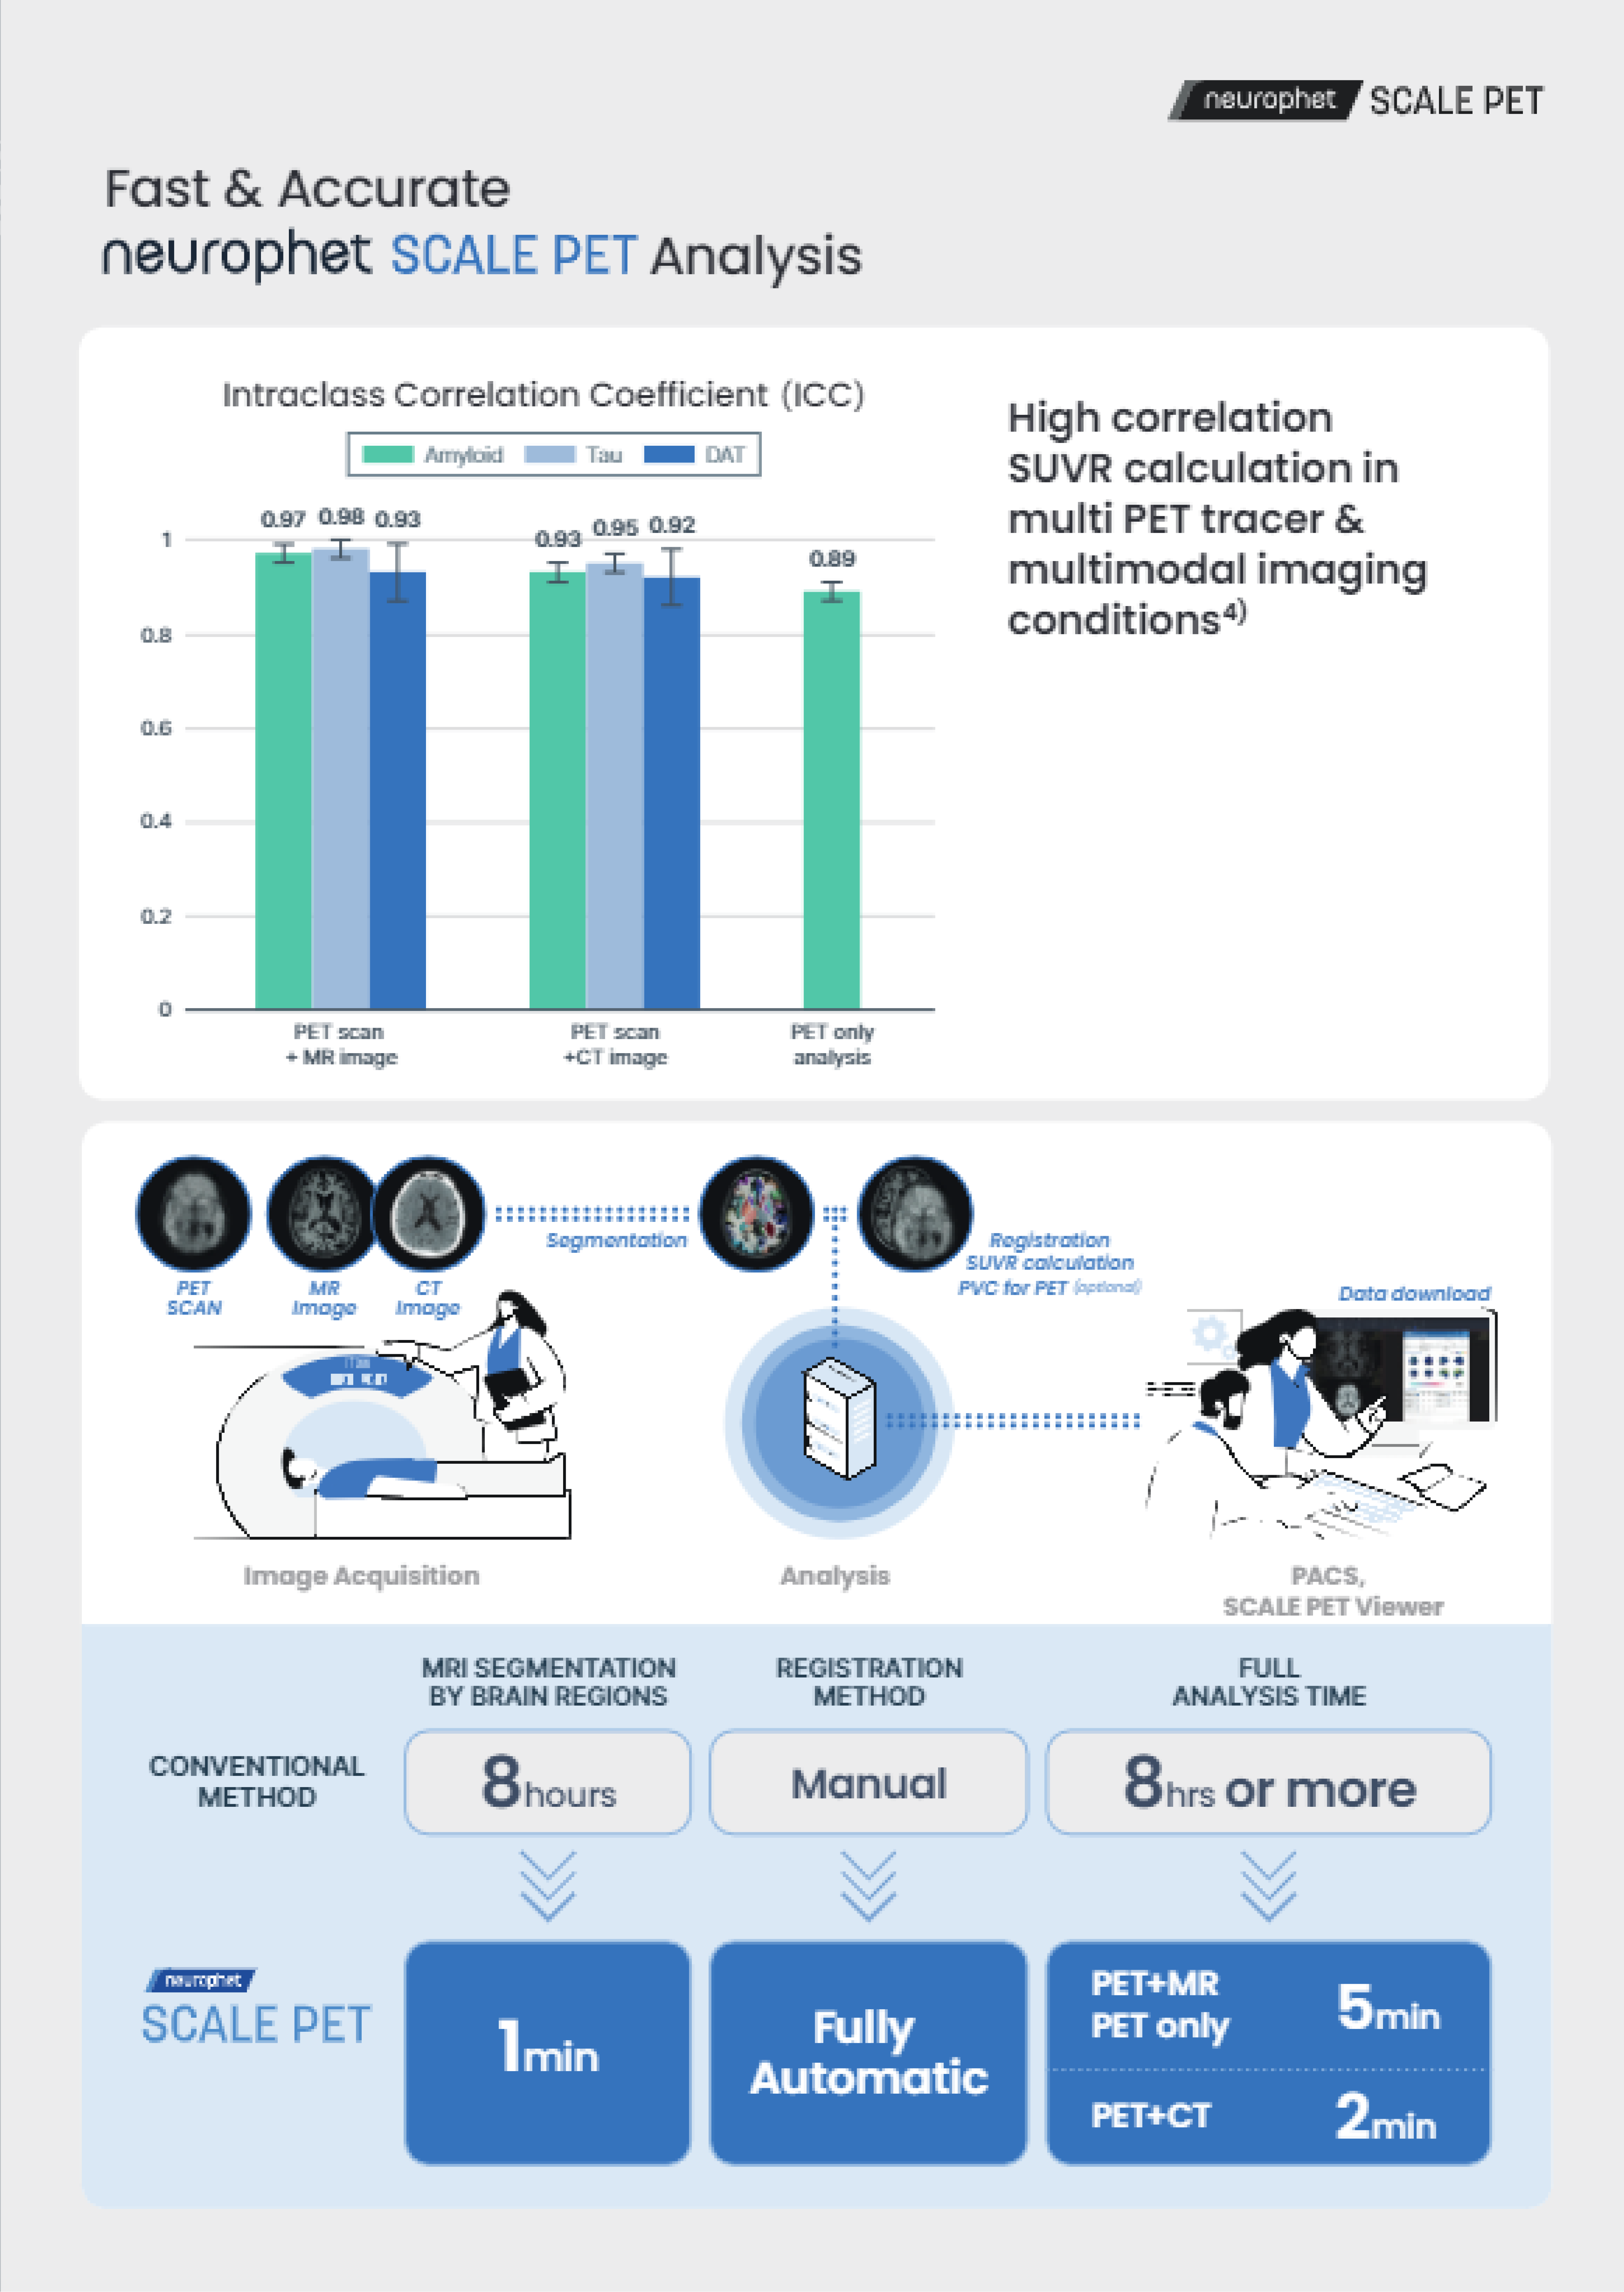 neurophet SCALE PET
Fast & Accurate
neurophet SCALE PET Analysis
Intraclass Correlation Coefficient (ICC)
Amyloid Tau DAT
0.97 0.98 0.93
0.93 0.95 0.92
0.89
1
0.8
0.6
0.4
0.2
0
PET scan
+ MR image
PET scan
+CT image
PET only
analysis
High correlation
SUVR calculation in
multi PET tracer &
multimodal imaging
conditions⁴⁾
PET
SCAN
MR
Image
CT
Image
Segmentation
Registration
SUVR calculation
PVC for PET (optional)
Data download
Image Acquisition
Analysis
PACS,
SCALE PET Viewer
MRI SEGMENTATION
BY BRAIN REGIONS
REGISTRATION
METHOD
FULL
ANALYSIS TIME
CONVENTIONAL
METHOD
8hours
Manual
8hrs or more
neurophet
SCALE PET
1min
Fully
Automatic
PET+MR
PET only
5min
PET+CT
2min